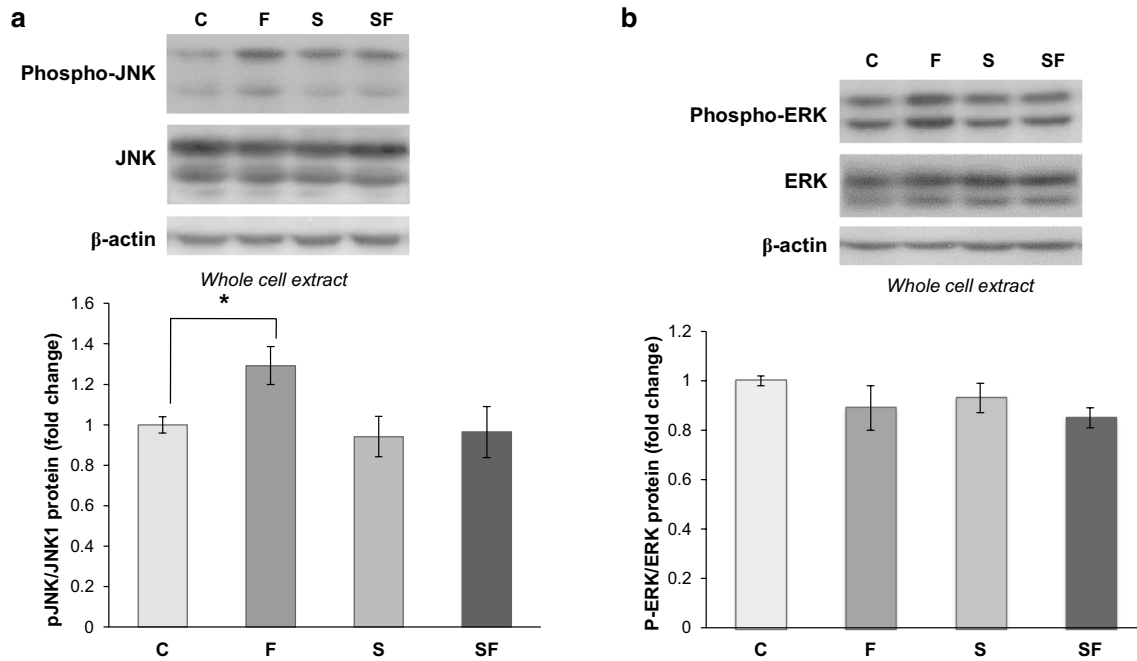 a
C F S SF
Phospho-JNK
JNK
β-actin
Whole cell extract
*
pJNK/JNK1 protein (fold change)
1.6
1.4
1.2
1
0.8
0.6
0.4
0.2
0
C F S SF
b
C F S SF
Phospho-ERK
ERK
β-actin
Whole cell extract
P-ERK/ERK protein (fold change)
1.2
1
0.8
0.6
0.4
0.2
0
C F S SF